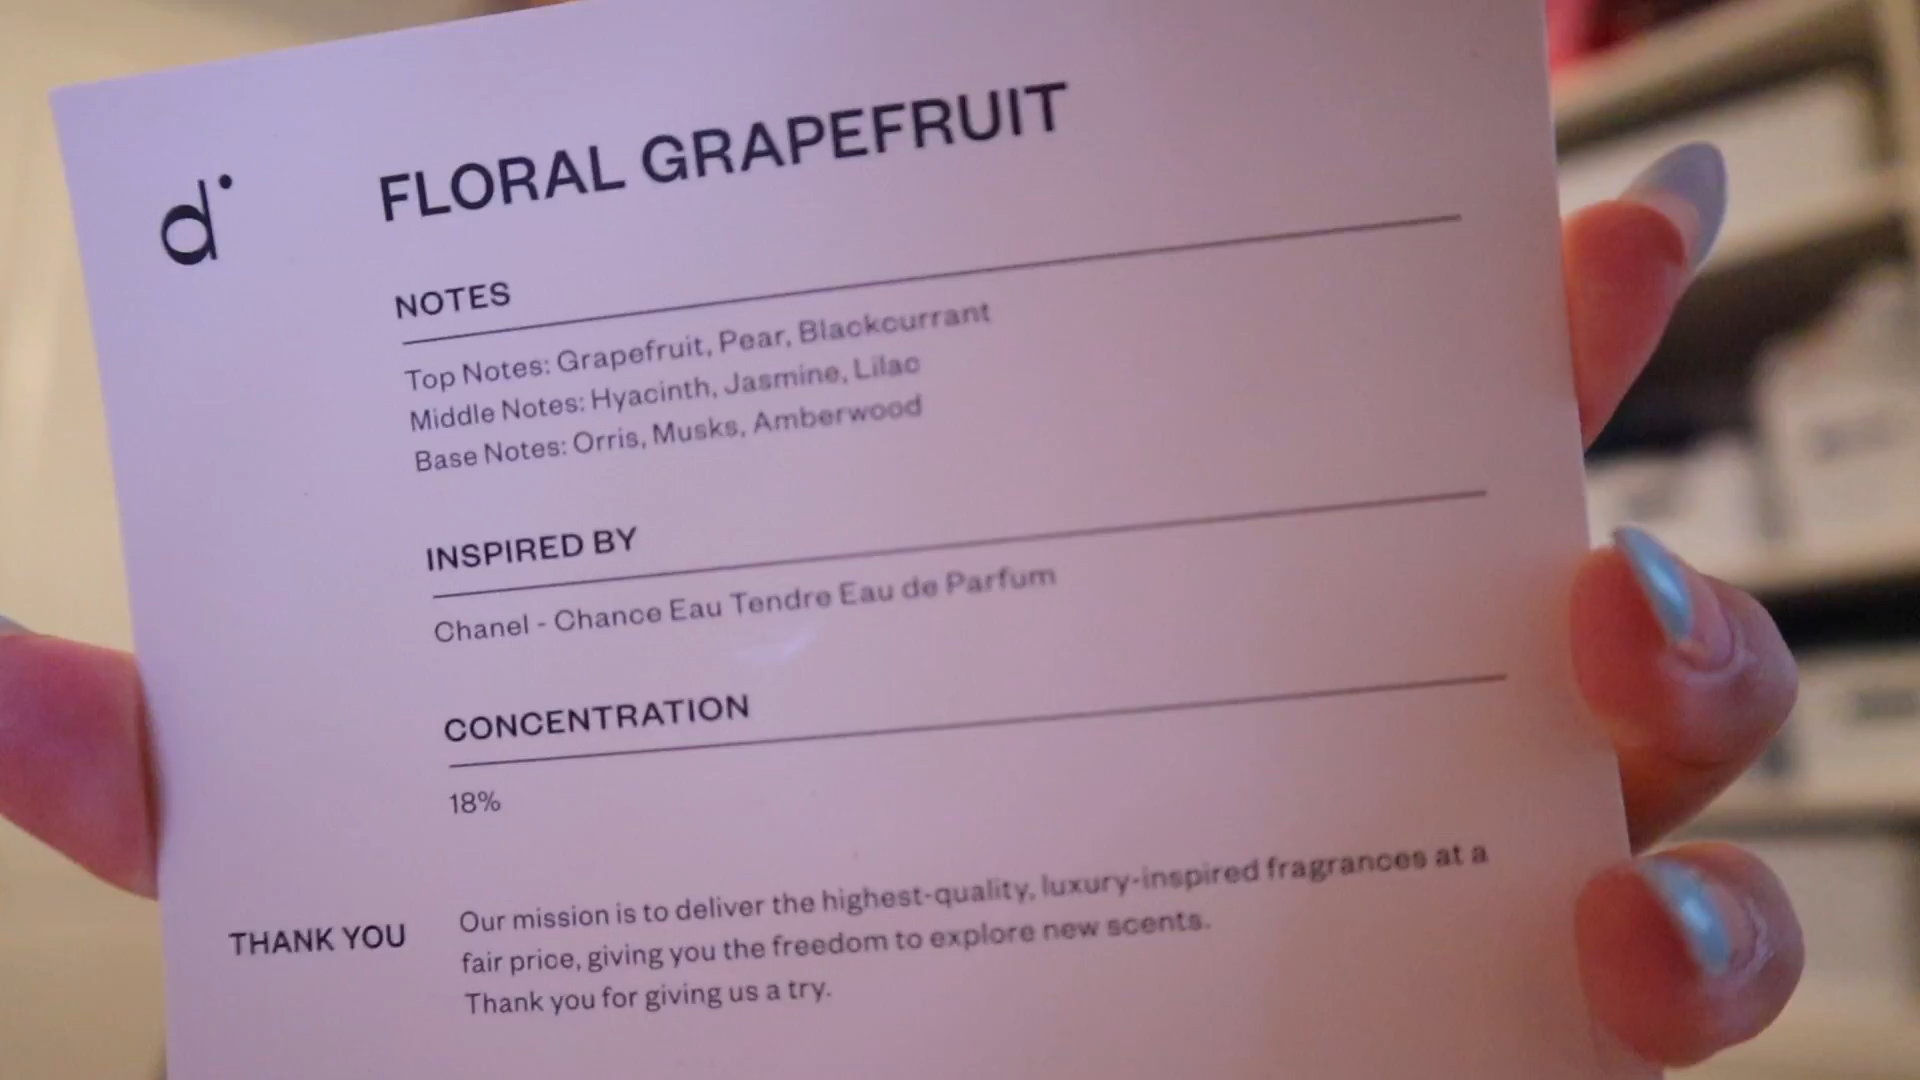 d·
FLORAL GRAPEFRUIT
NOTES
Top Notes: Grapefruit, Pear, Blackcurrant
Middle Notes: Hyacinth, Jasmine, Lilac
Base Notes: Orris, Musks, Amberwood
INSPIRED BY
Chanel - Chance Eau Tendre Eau de Parfum
CONCENTRATION
18%
THANK YOU
Our mission is to deliver the highest-quality, luxury-inspired fragrances at a
fair price, giving you the freedom to explore new scents.
Thank you for giving us a try.